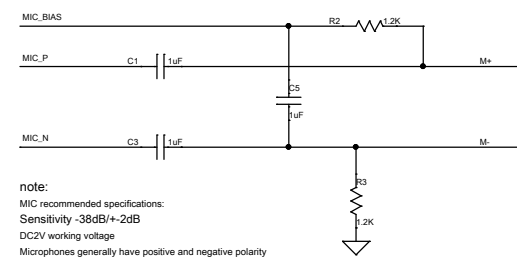 MIC_BIAS
R2 1.2K
MIC_P
C1 1uF
M+
C5
1uF
MIC_N
C3 1uF
M-
R3
1.2K
note:
MIC recommended specifications:
Sensitivity -38dB/+-2dB
DC2V working voltage
Microphones generally have positive and negative polarity